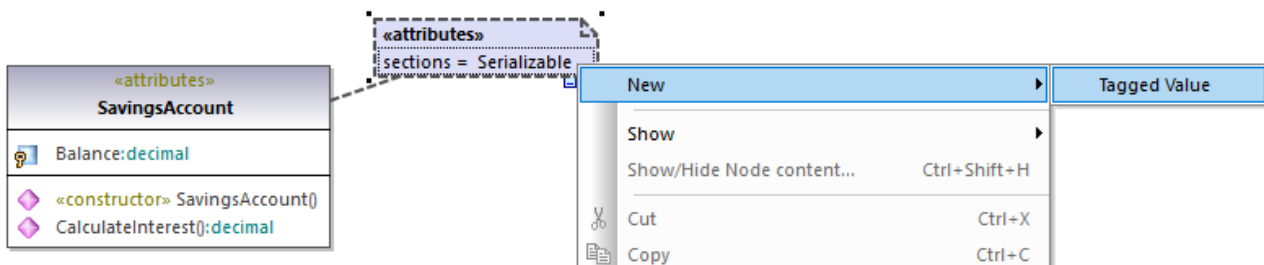 «attributes»
sections = Serializable
«attributes»
SavingsAccount
Balance:decimal
«constructor» SavingsAccount()
CalculateInterest():decimal
New
Tagged Value
Show
Show/Hide Node content... Ctrl+Shift+H
Cut Ctrl+X
Copy Ctrl+C